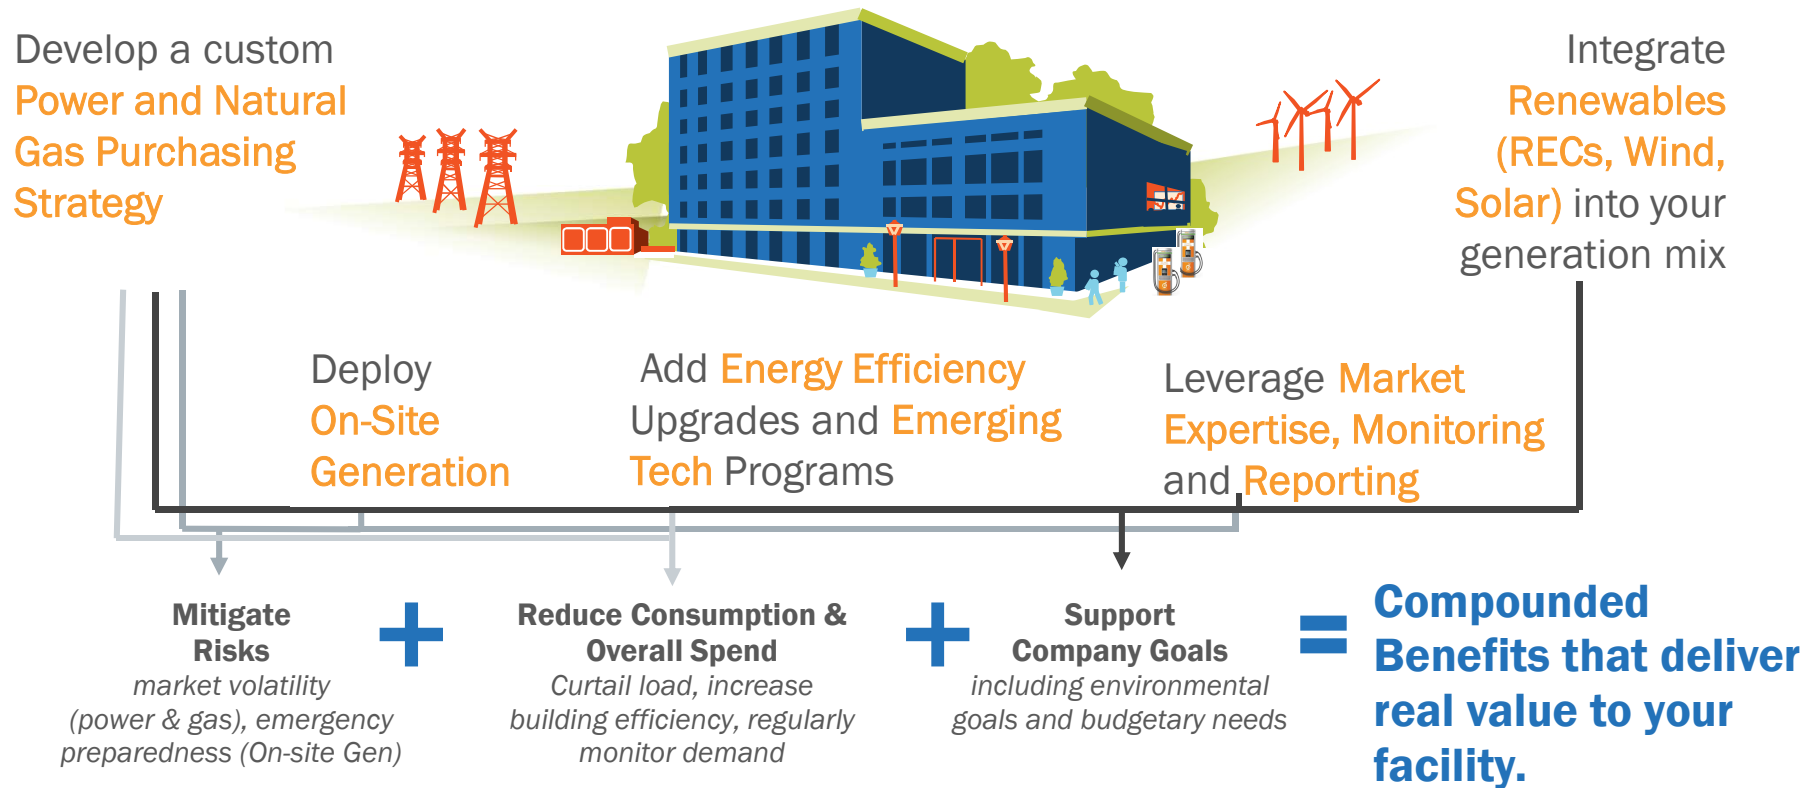 Develop a custom
Power and Natural
Gas Purchasing
Strategy
Integrate
Renewables
(RECs, Wind,
Solar) into your
generation mix
Deploy
On-Site
Generation
Add Energy Efficiency
Upgrades and Emerging
Tech Programs
Leverage Market
Expertise, Monitoring
and Reporting
Mitigate
Risks
market volatility
(power & gas), emergency
preparedness (On-site Gen)
+
Reduce Consumption &
Overall Spend
Curtail load, increase
building efficiency, regularly
monitor demand
+
Support
Company Goals
including environmental
goals and budgetary needs
=
Compounded
Benefits that deliver
real value to your
facility.